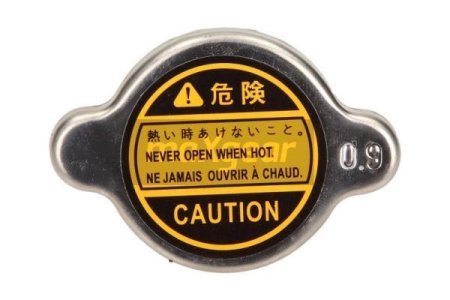 危険
熱い時あけないこと。
NEVER OPEN WHEN HOT.
NE JAMAIS OUVRIR À CHAUD.
CAUTION
0.9
maxgear